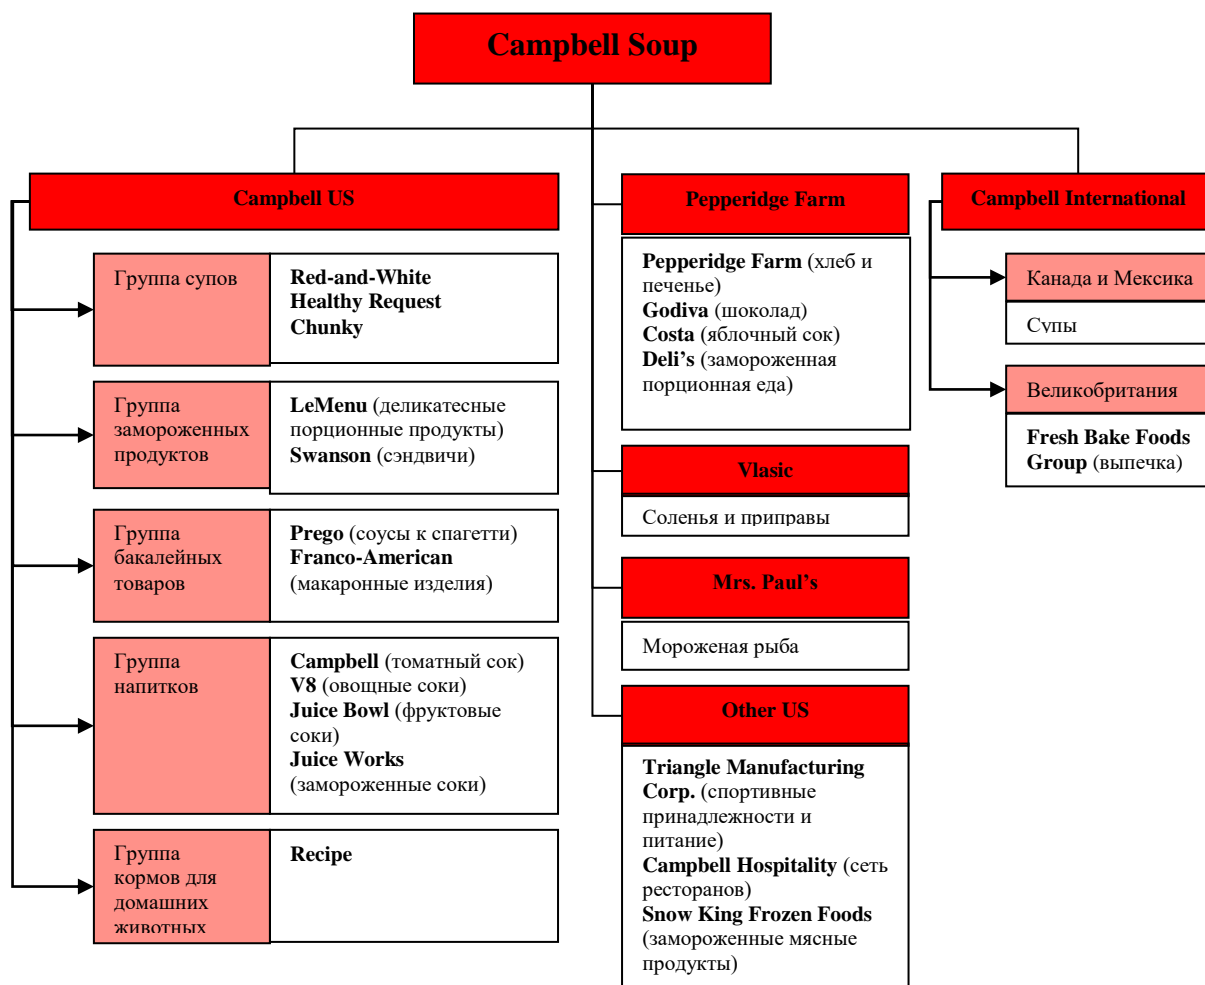 Campbell Soup
Campbell US
Группа супов
Red-and-White
Healthy Request
Chunky
Группа
замороженных
продуктов
LeMenu (деликатесные
порционные продукты)
Swanson (сэндвичи)
Группа
бакалейных
товаров
Prego (соусы к спагетти)
Franco-American
(макаронные изделия)
Группа
напитков
Campbell (томатный сок)
V8 (овощные соки)
Juice Bowl (фруктовые
соки)
Juice Works
(замороженные соки)
Группа
кормов для
домашних
животных
Recipe
Pepperidge Farm
Pepperidge Farm (хлеб и
печенье)
Godiva (шоколад)
Costa (яблочный сок)
Deli’s (замороженная
порционная еда)
Vlasic
Соленья и приправы
Mrs. Paul’s
Мороженая рыба
Other US
Triangle Manufacturing
Corp. (спортивные
принадлежности и
питание)
Campbell Hospitality (сеть
ресторанов)
Snow King Frozen Foods
(замороженные мясные
продукты)
Campbell International
Канада и Мексика
Супы
Великобритания
Fresh Bake Foods
Group (выпечка)